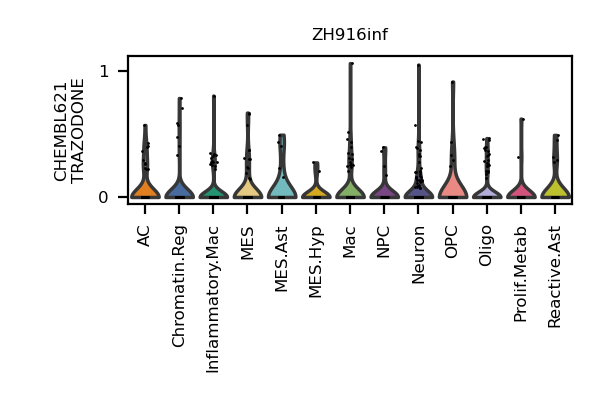 ZH916inf
CHEMBL621
TRAZODONE
1
0
AC
Chromatin.Reg
Inflammatory.Mac
MES
MES.Ast
MES.Hyp
Mac
NPC
Neuron
OPC
Oligo
Prolif.Metab
Reactive.Ast